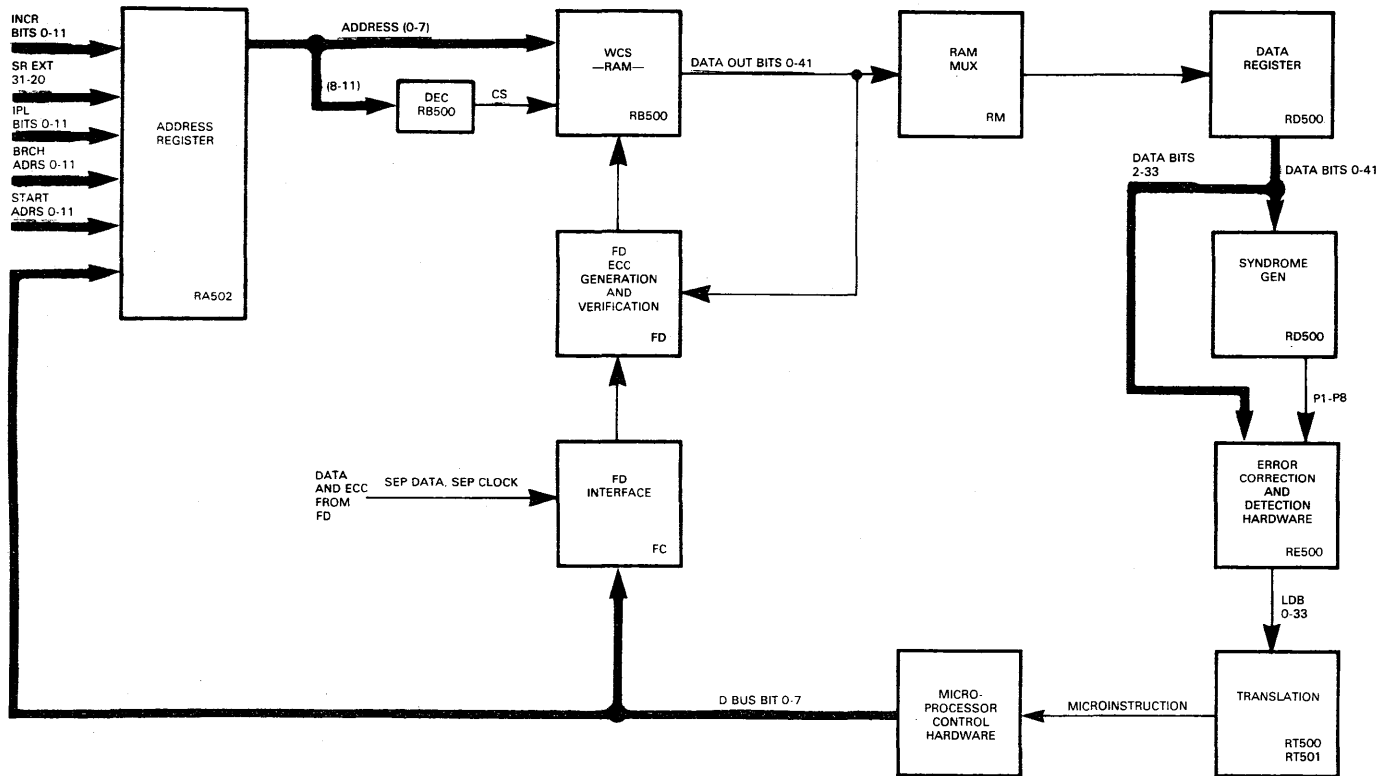 INCR
BITS 0-11
SR EXT
31-20
IPL
BITS 0-11
BRCH
ADRS 0-11
START
ADRS 0-11
ADDRESS
REGISTER
RA502
ADDRESS (0-7)
(8-11)
DEC
RB500
CS
WCS
—RAM—
RB500
DATA OUT BITS 0-41
RAM
MUX
RM
DATA
REGISTER
RD500
DATA BITS
2-33
DATA BITS 0-41
SYNDROME
GEN
RD500
P1-P8
FD
ECC
GENERATION
AND
VERIFICATION
FD
DATA
AND ECC
FROM
FD
SEP DATA, SEP CLOCK
FD
INTERFACE
FC
ERROR
CORRECTION
AND
DETECTION
HARDWARE
RE500
LDB
0-33
TRANSLATION
RT500
RT501
MICROINSTRUCTION
MICRO-
PROCESSOR
CONTROL
HARDWARE
D BUS BIT 0-7